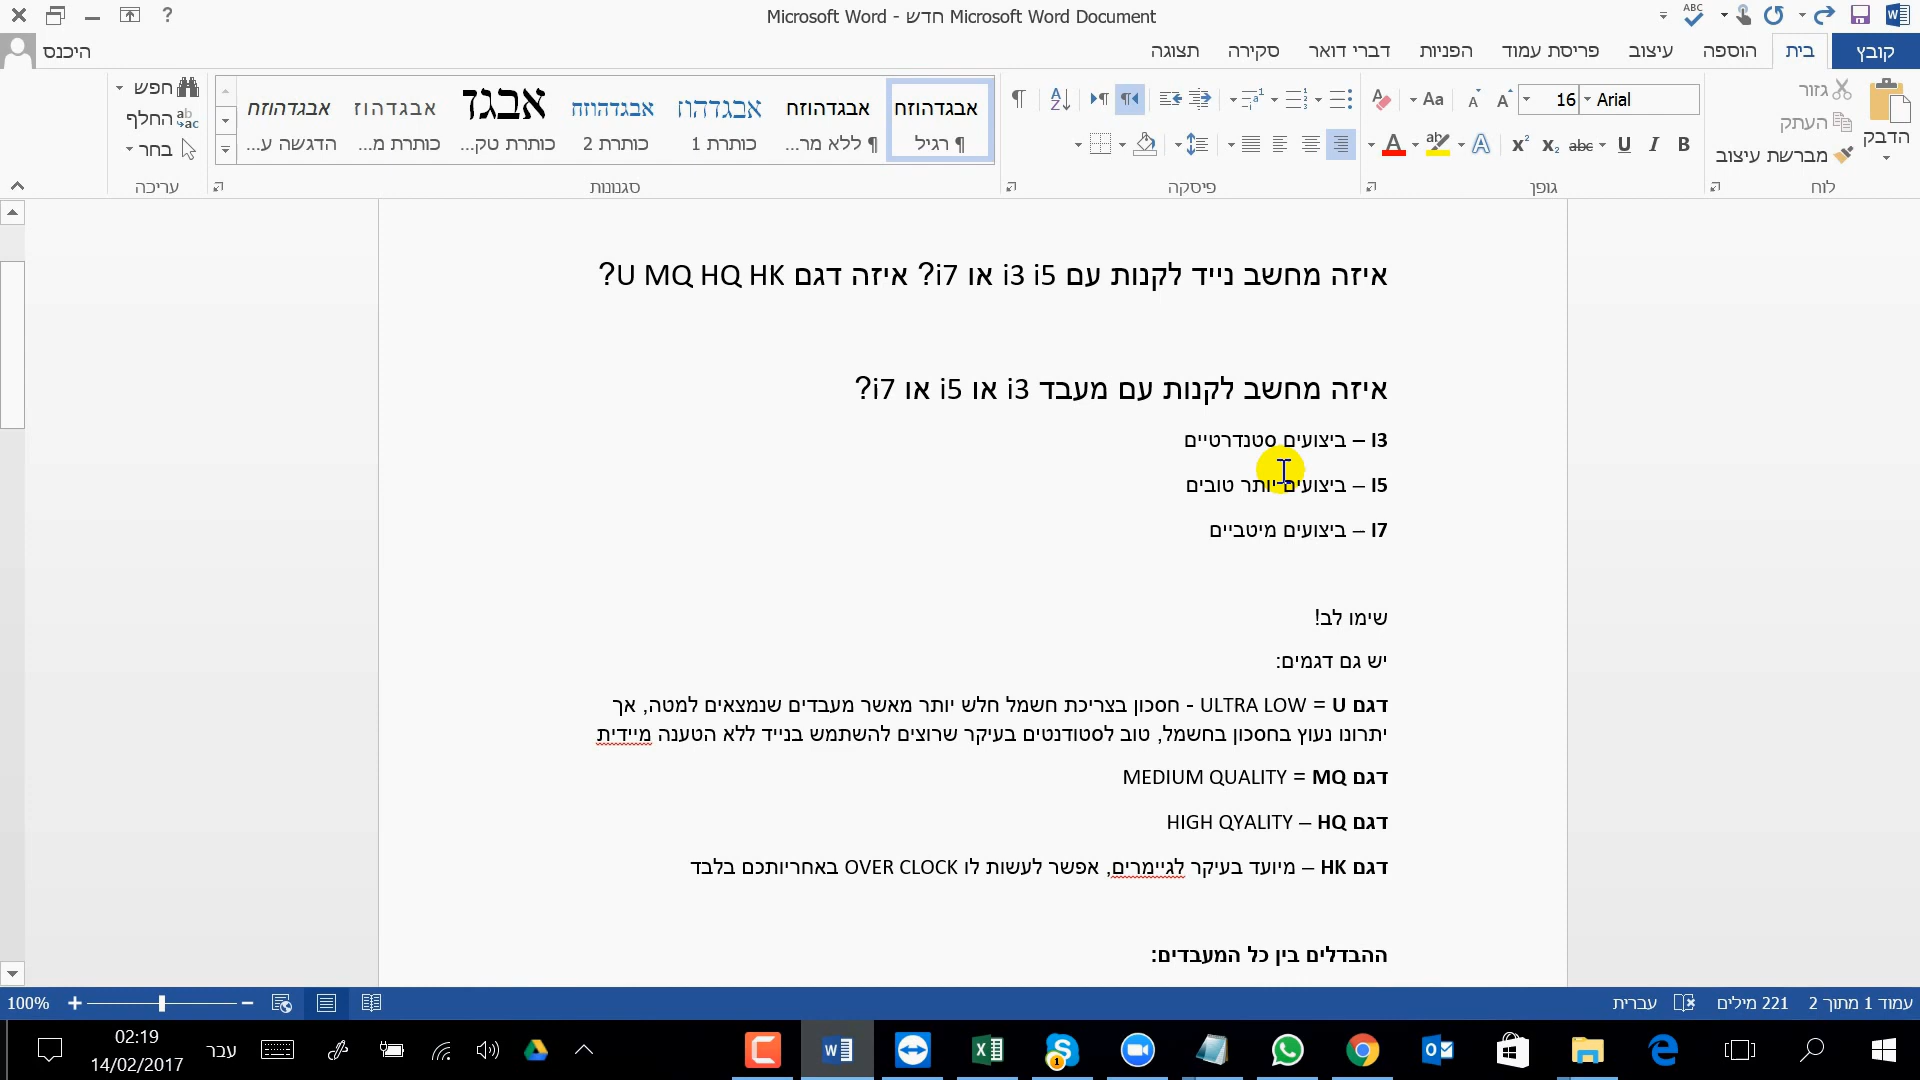 Microsoft Word - חדש Microsoft Word Document
קובץ
בית
הוספה
עיצוב
פריסת עמוד
הפניות
דברי דואר
סקירה
תצוגה
היכנס
הדבק
גזור
העתק
מברשת עיצוב
לוח
Arial
16
גופן
פיסקה
אבגדהוזח
¶ רגיל
אבגדהוזח
¶ ללא מר...
אבגדהוז
כותרת 1
אבגדהוזח
כותרת 2
אבגד
כותרת טק...
אבגדהוז
כותרת מ...
אבגדהוזח
הדגשה ע...
סגנונות
חפש
החלף
בחר
עריכה
איזה מחשב נייד לקנות עם i3 i5 או i7? איזה דגם U MQ HQ HK?
איזה מחשב לקנות עם מעבד i3 או i5 או i7?
I3 – ביצועים סטנדרטיים
I5 – ביצועים יותר טובים
I7 – ביצועים מיטביים
שימו לב!
יש גם דגמים:
דגם U = ULTRA LOW - חסכון בצריכת חשמל חלש יותר מאשר מעבדים שנמצאים למטה, אך
יתרונו נעוץ בחסכון בחשמל, טוב לסטודנטים בעיקר שרוצים להשתמש בנייד ללא הטענה מיידית
דגם MQ = MEDIUM QUALITY
דגם HQ – HIGH QYALITY
דגם HK – מיועד בעיקר לגיימרים, אפשר לעשות לו OVER CLOCK באחריותכם בלבד
ההבדלים בין כל המעבדים:
עמוד 1 מתוך 2
221 מילים
עברית
100%
עבר
02:19
14/02/2017